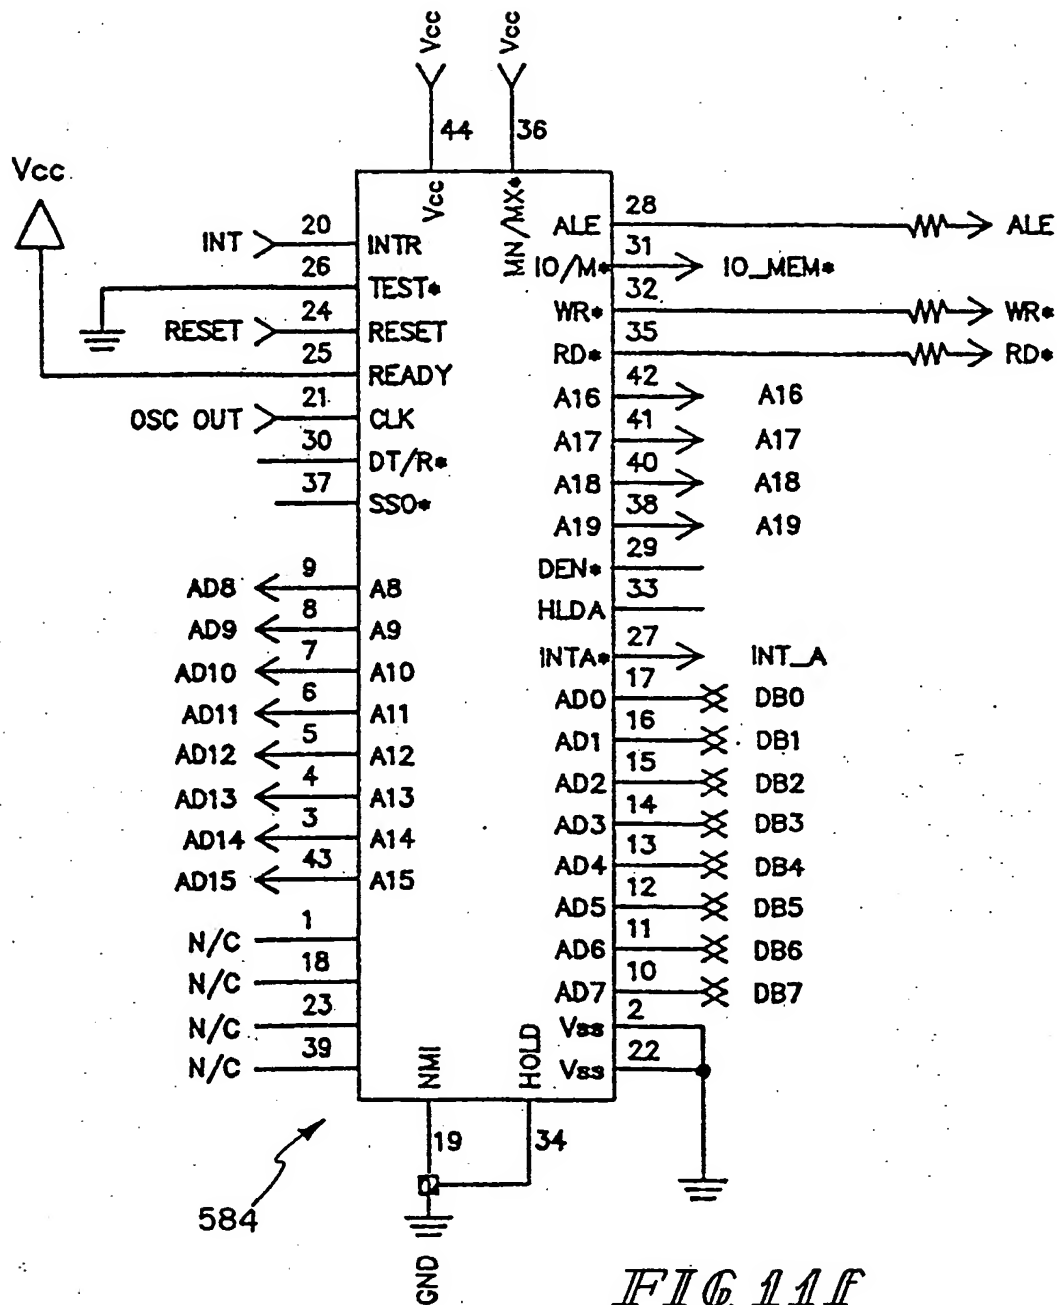 Vcc Vcc
44 36
Vcc
Vcc MN/MX*
INT 20 INTR
26 TEST*
RESET 24 RESET
25 READY
OSC OUT 21 CLK
30 DT/R*
37 SSO*
AD8 9 A8
AD9 8 A9
AD10 7 A10
AD11 6 A11
AD12 5 A12
AD13 4 A13
AD14 3 A14
AD15 43 A15
N/C 1
N/C 18
N/C 23
N/C 39
ALE 28 ALE
IO/M* 31 IO_MEM*
WR* 32 WR*
RD* 35 RD*
A16 42 A16
A17 41 A17
A18 40 A18
A19 38 A19
DEN* 29
HLDA 33
INTA* 27 INT_A
AD0 17 DB0
AD1 16 DB1
AD2 15 DB2
AD3 14 DB3
AD4 13 DB4
AD5 12 DB5
AD6 11 DB6
AD7 10 DB7
Vss 2
Vss 22
NMI HOLD
19 34
584
GND
FIG. 11f